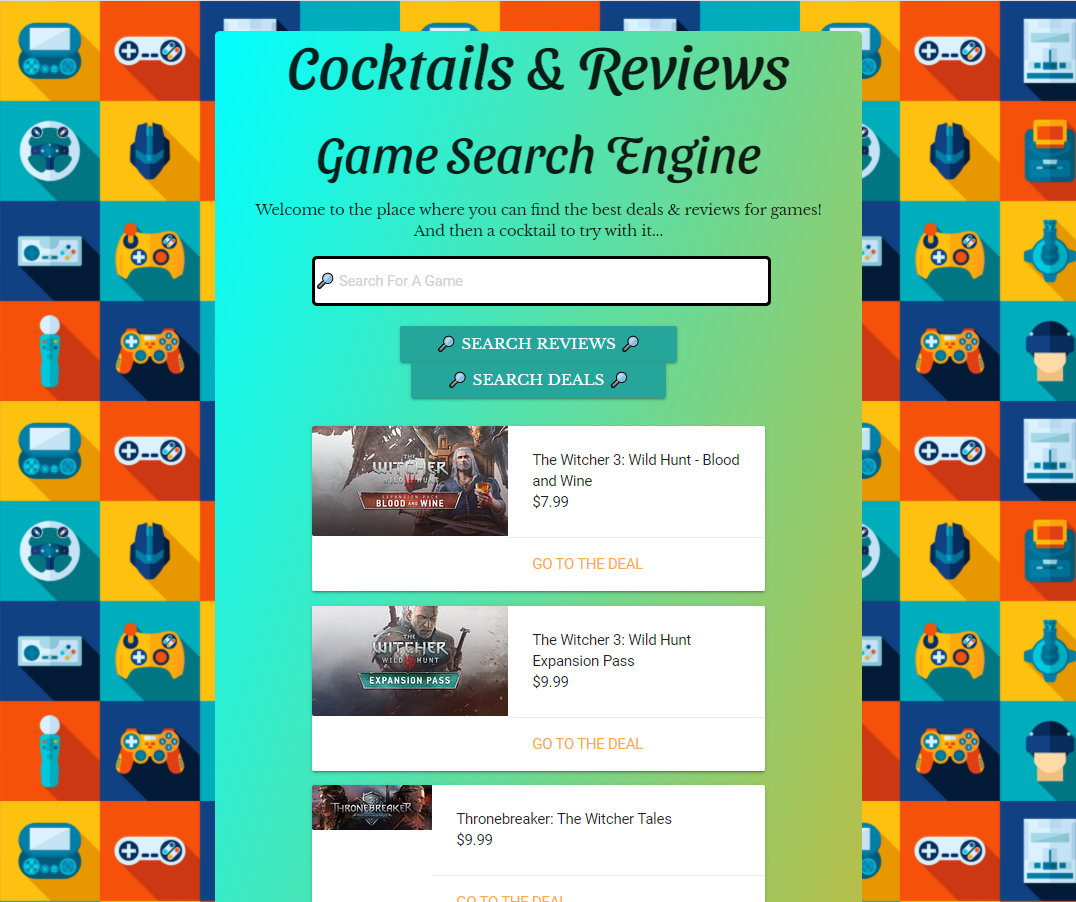 Cocktails & Reviews
Game Search Engine
Welcome to the place where you can find the best deals & reviews for games!
And then a cocktail to try with it...
🔎 Search For A Game
🔎 SEARCH REVIEWS 🔎
🔎 SEARCH DEALS 🔎
THE
WITCHER
WILD HUNT
EXPANSION PACK
BLOOD AND WINE
The Witcher 3: Wild Hunt - Blood
and Wine
$7.99
GO TO THE DEAL
THE
WITCHER
WILD HUNT
EXPANSION PASS
The Witcher 3: Wild Hunt
Expansion Pass
$9.99
GO TO THE DEAL
THRONEBREAKER
Thronebreaker: The Witcher Tales
$9.99
GO TO THE DEAL